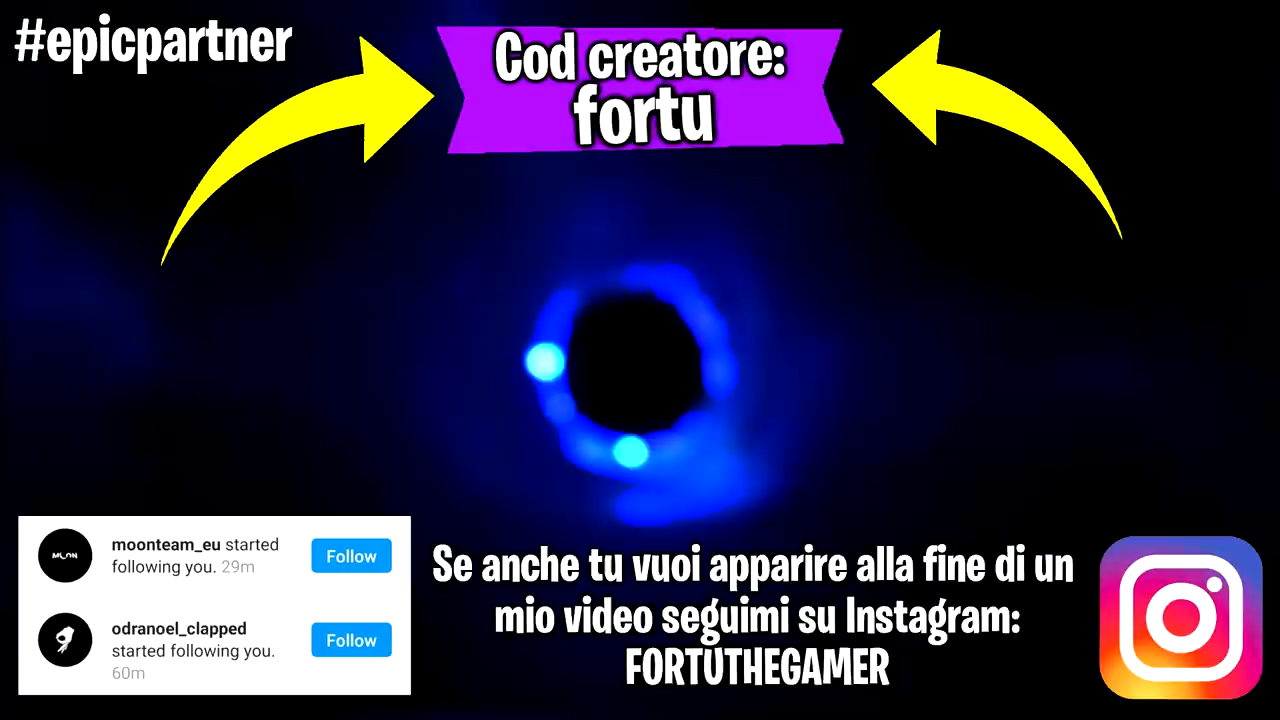 #epicpartner
Cod creatore:
fortu
MOON
moonteam_eu started
following you. 29m
Follow
odranoel_clapped
started following you.
60m
Follow
Se anche tu vuoi apparire alla fine di un
mio video seguimi su Instagram:
FORTUTHEGAMER